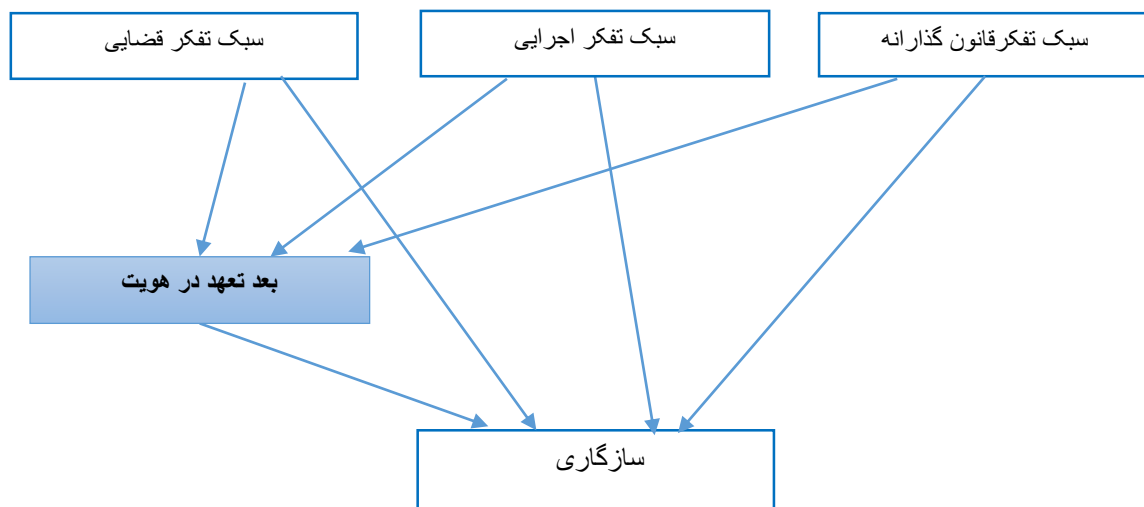 سبک تفکرقانون گذارانه
سبک تفکر اجرایی
سبک تفکر قضایی
بعد تعهد در هویت
سازگاری